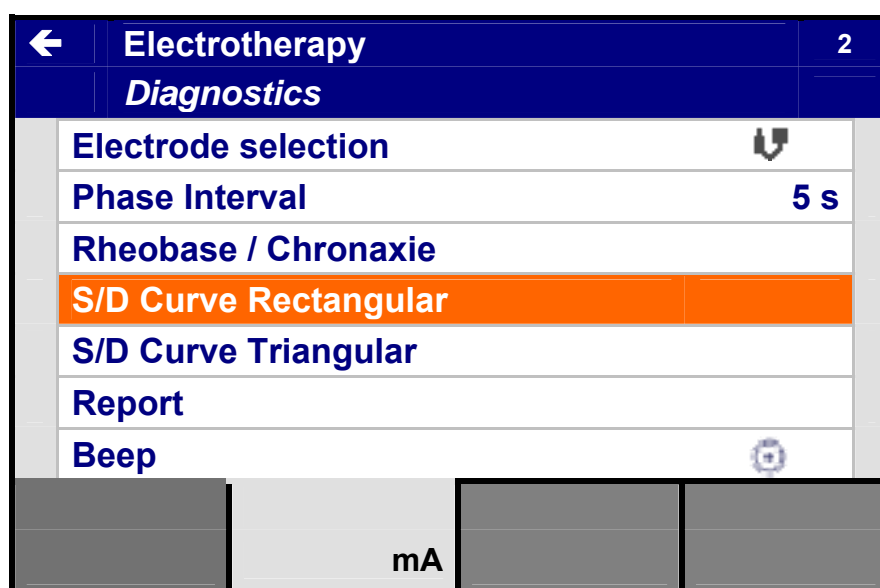 Electrotherapy 2
Diagnostics
Electrode selection
Phase Interval 5 s
Rheobase / Chronaxie
S/D Curve Rectangular
S/D Curve Triangular
Report
Beep
mA